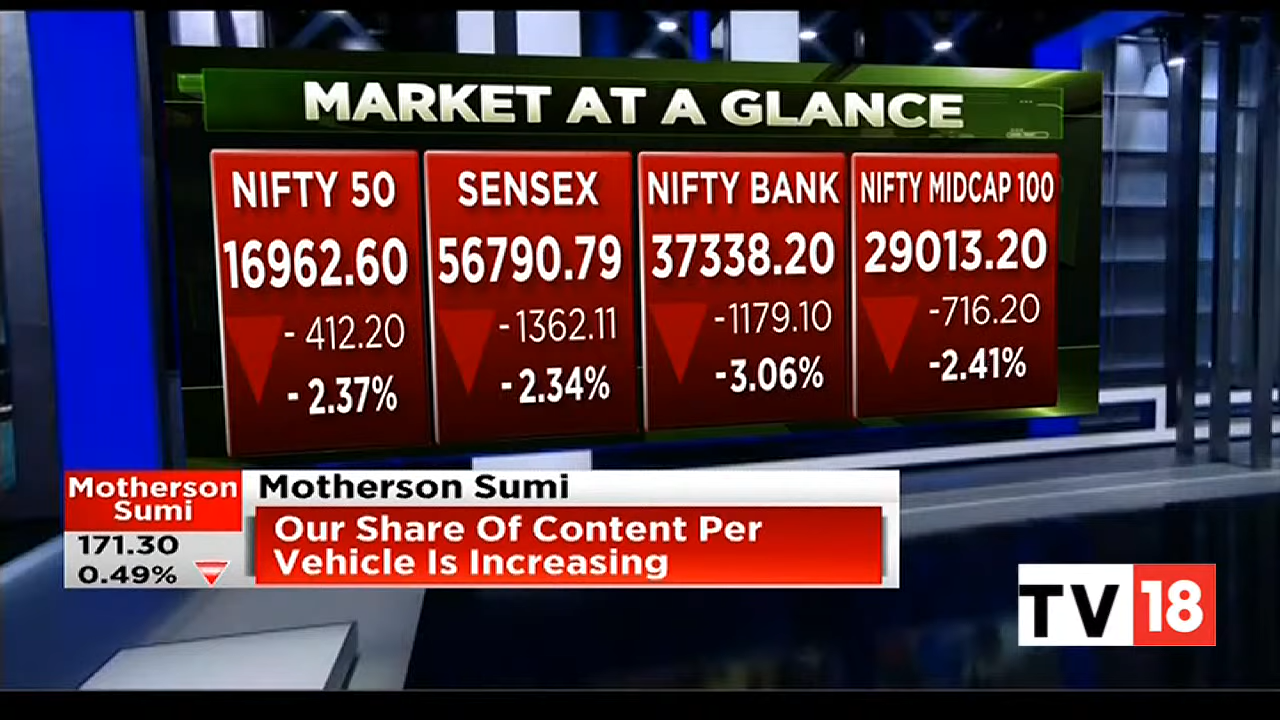 MARKET AT A GLANCE
NIFTY 50
16962.60
- 412.20
- 2.37%
SENSEX
56790.79
-1362.11
- 2.34%
NIFTY BANK
37338.20
-1179.10
-3.06%
NIFTY MIDCAP 100
29013.20
-716.20
-2.41%
Motherson
Sumi
171.30
0.49%
Motherson Sumi
Our Share Of Content Per
Vehicle Is Increasing
TV 18